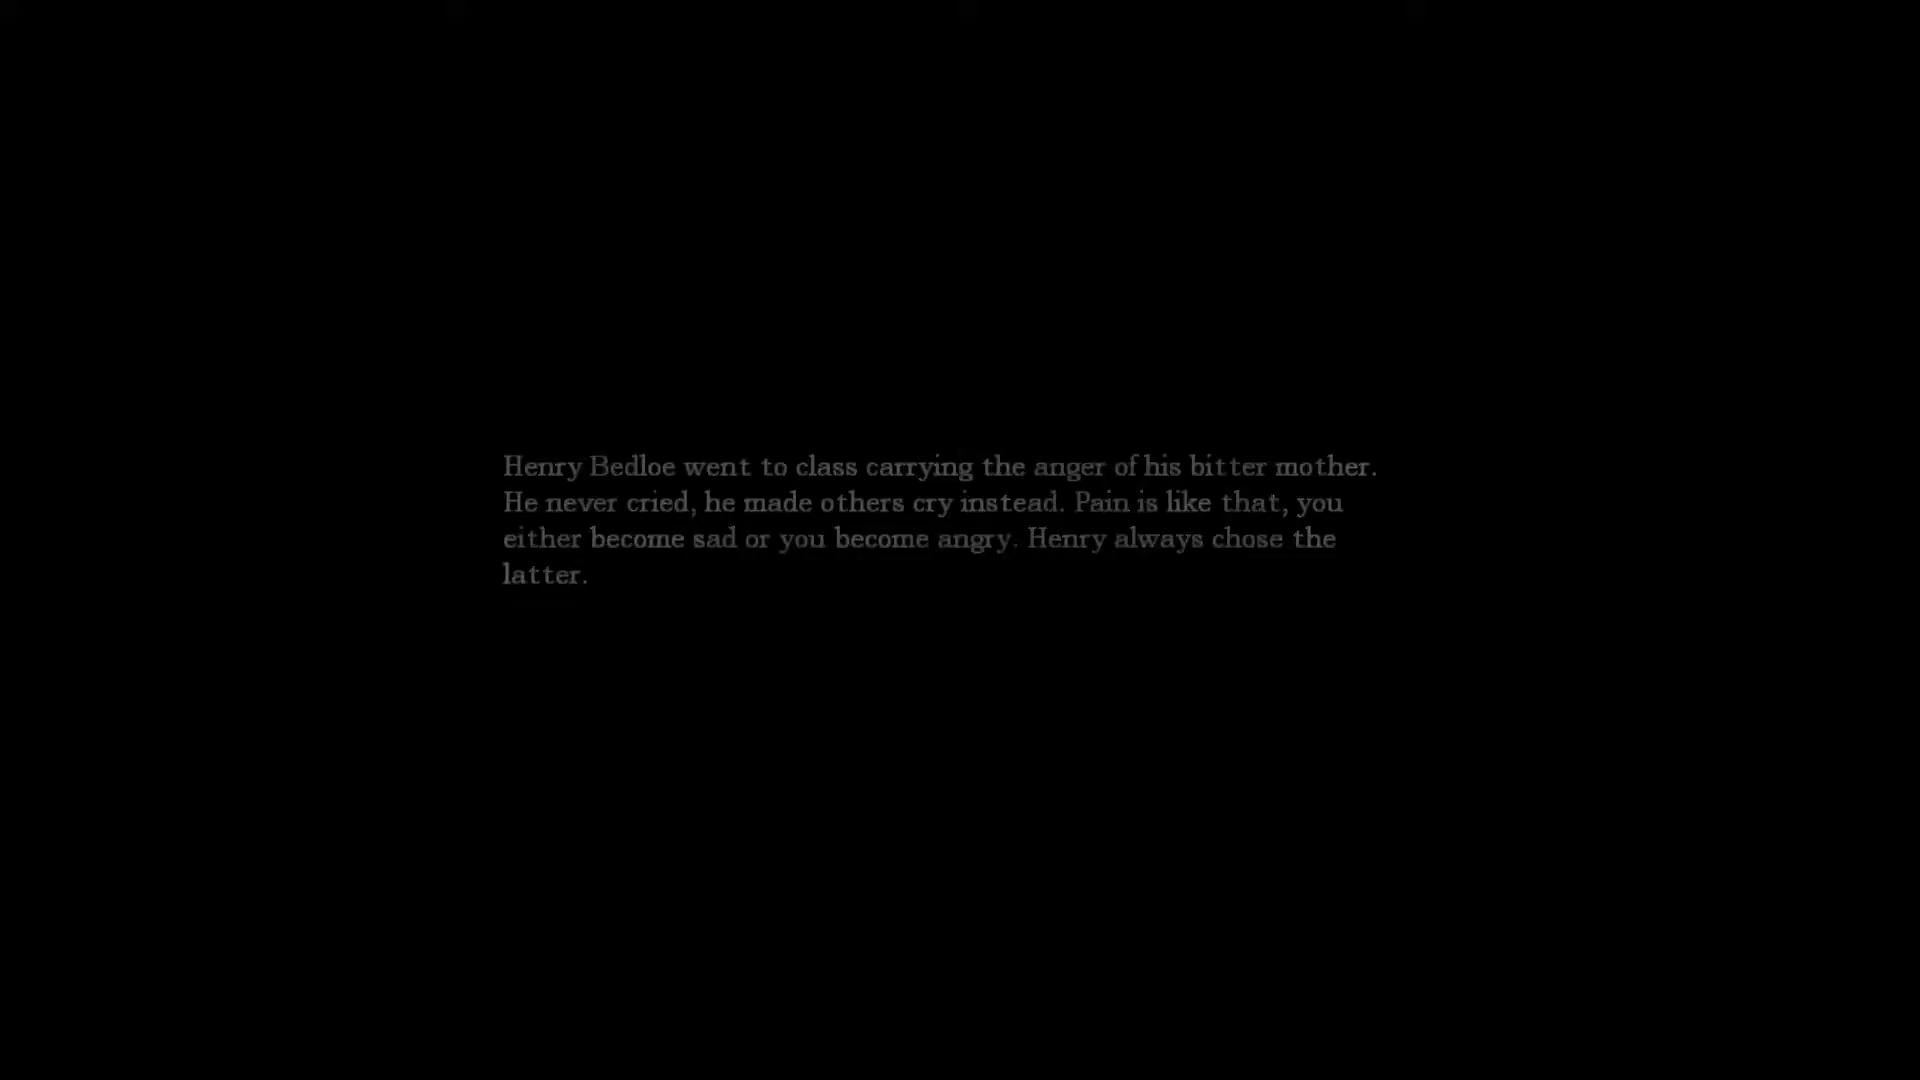 Henry Bedloe went to class carrying the anger of his bitter mother.
He never cried, he made others cry instead. Pain is like that, you
either become sad or you become angry. Henry always chose the
latter.